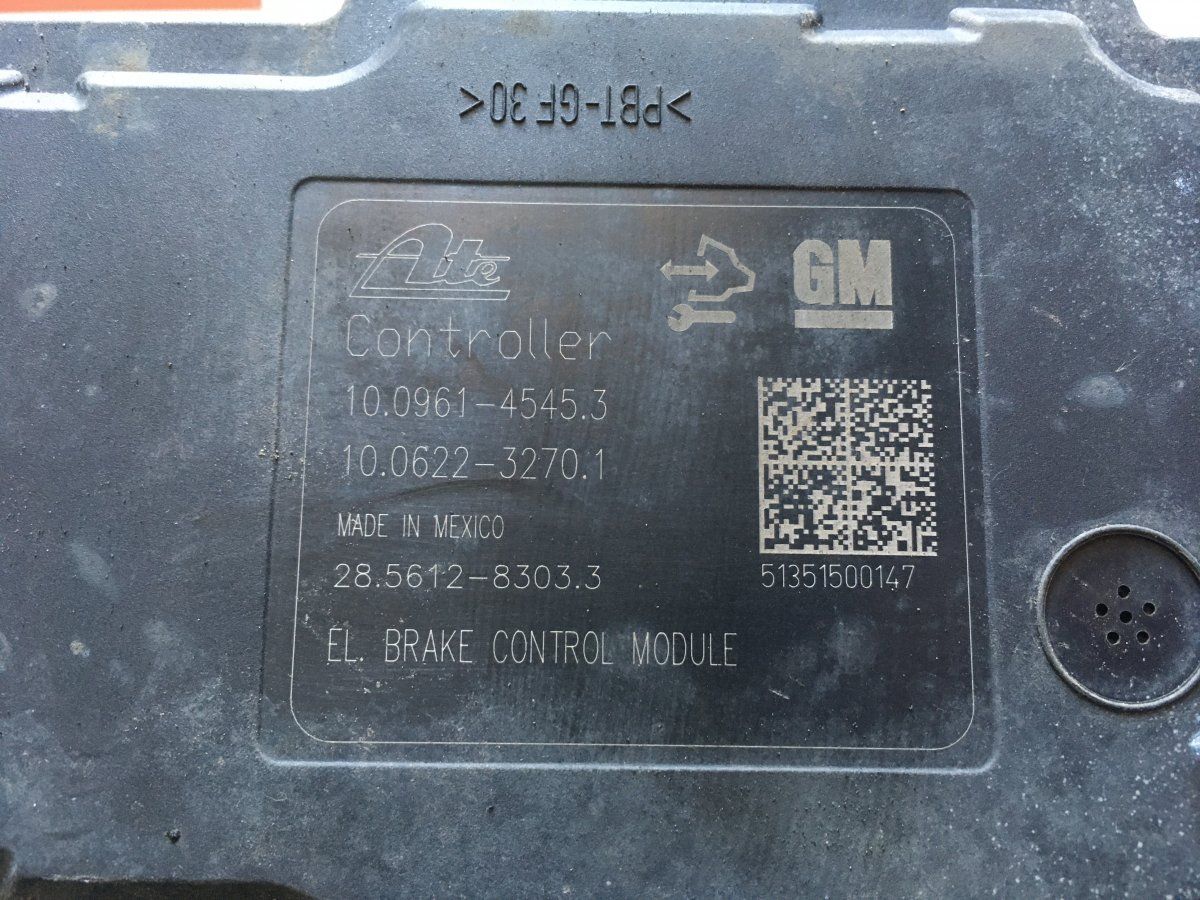 >PBT-GF 30<
Ate
GM
Controller
10.0961-4545.3
10.0622-3270.1
MADE IN MEXICO
28.5612-8303.3
51351500147
EL. BRAKE CONTROL MODULE